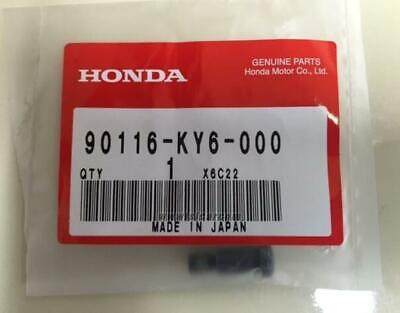 GENUINE PARTS
HONDA Honda Motor Co., Ltd.
90116-KY6-000
QTY 1 X6C22
MADE IN JAPAN